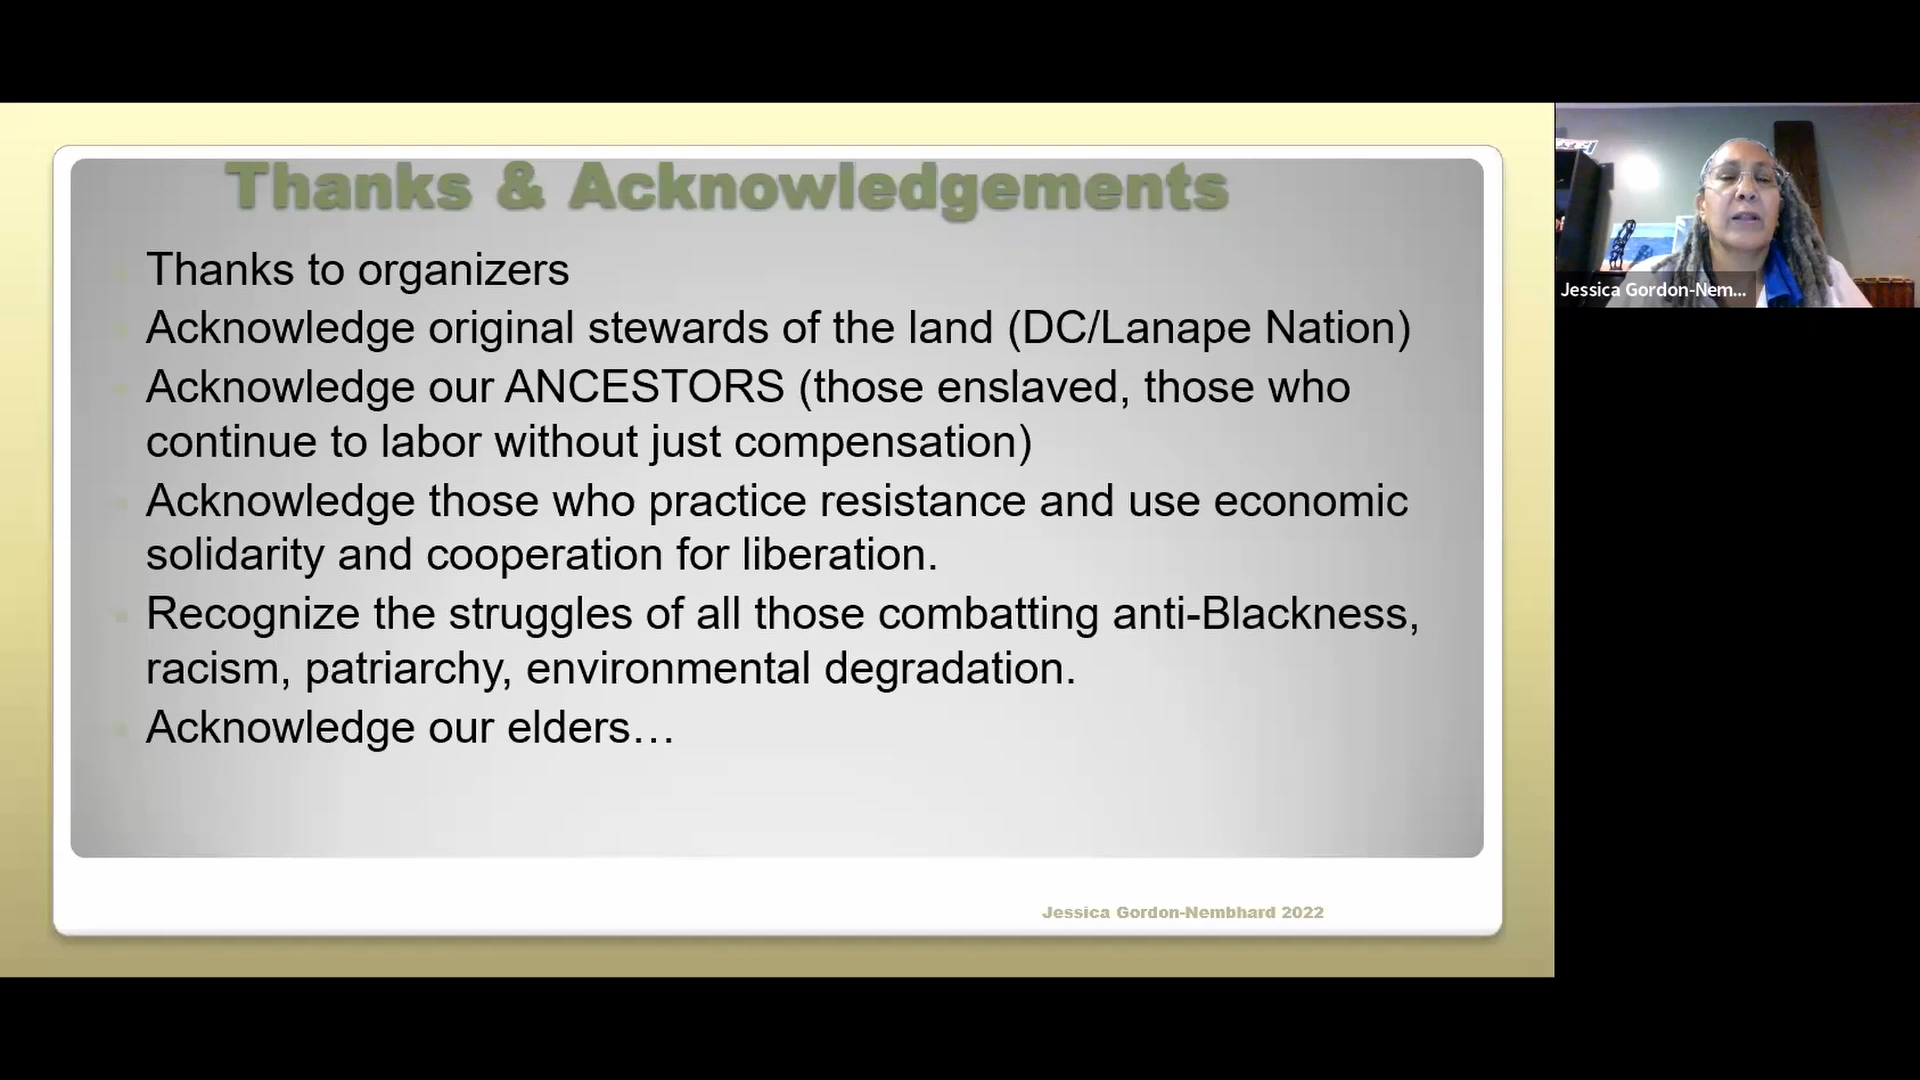 Thanks & Acknowledgements
Thanks to organizers
Acknowledge original stewards of the land (DC/Lanape Nation)
Acknowledge our ANCESTORS (those enslaved, those who
continue to labor without just compensation)
Acknowledge those who practice resistance and use economic
solidarity and cooperation for liberation.
Recognize the struggles of all those combatting anti-Blackness,
racism, patriarchy, environmental degradation.
Acknowledge our elders…
Jessica Gordon-Nembhard 2022
Jessica Gordon-Nem...